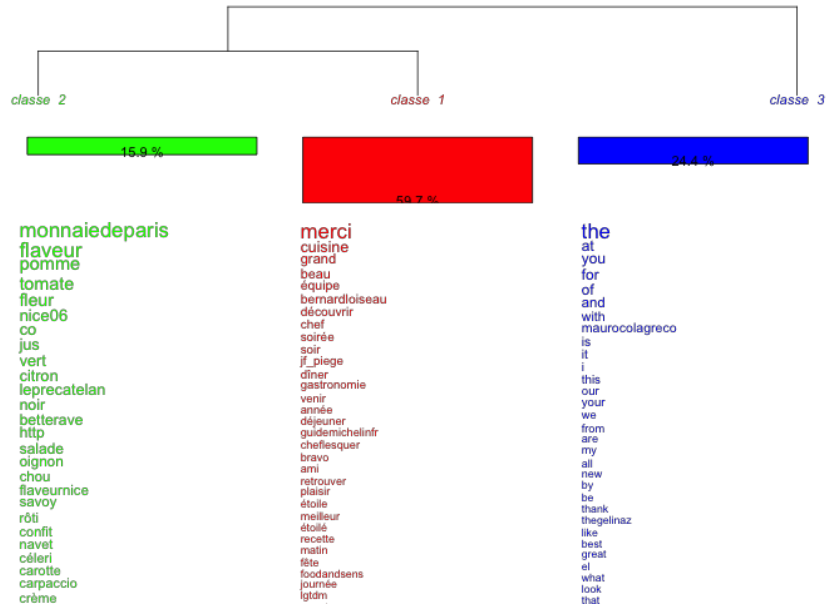 classe 2
classe 1
classe 3
15.9 %
59.7 %
24.4 %
monnaiedeparis
flaveur
pomme
tomate
fleur
nice06
co
jus
vert
citron
leprecatelan
noir
betterave
http
salade
oignon
chou
flaveurnice
savoy
rôti
confit
navet
céleri
carotte
carpaccio
crème
merci
cuisine
grand
beau
équipe
bernardloiseau
découvrir
chef
soirée
soir
jf_piege
dîner
gastronomie
venir
année
déjeuner
guidemichelinfr
cheflesquer
bravo
ami
retrouver
plaisir
étoile
meilleur
étoilé
recette
matin
fête
foodandsens
journée
lgtdm
the
at
you
for
of
and
with
maurocolagreco
is
it
i
this
our
your
we
from
are
my
all
new
by
be
thank
thegelinaz
like
best
great
el
what
look
that